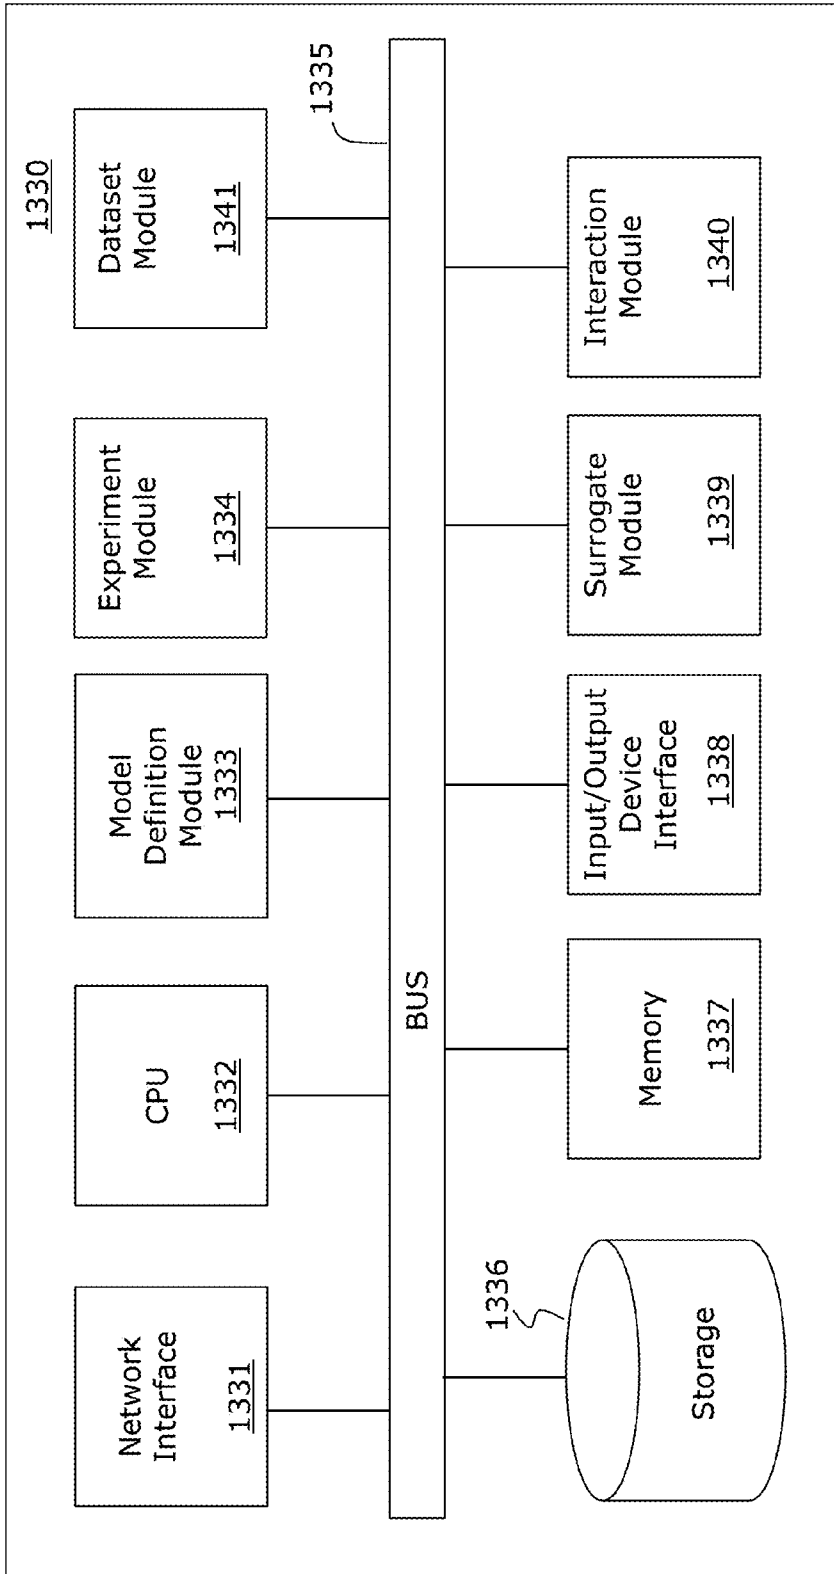 1330
Network
Interface
1331
CPU
1332
Model
Definition
Module
1333
Experiment
Module
1334
Dataset
Module
1341
1335
BUS
1336
Storage
Memory
1337
Input/Output
Device
Interface
1338
Surrogate
Module
1339
Interaction
Module
1340